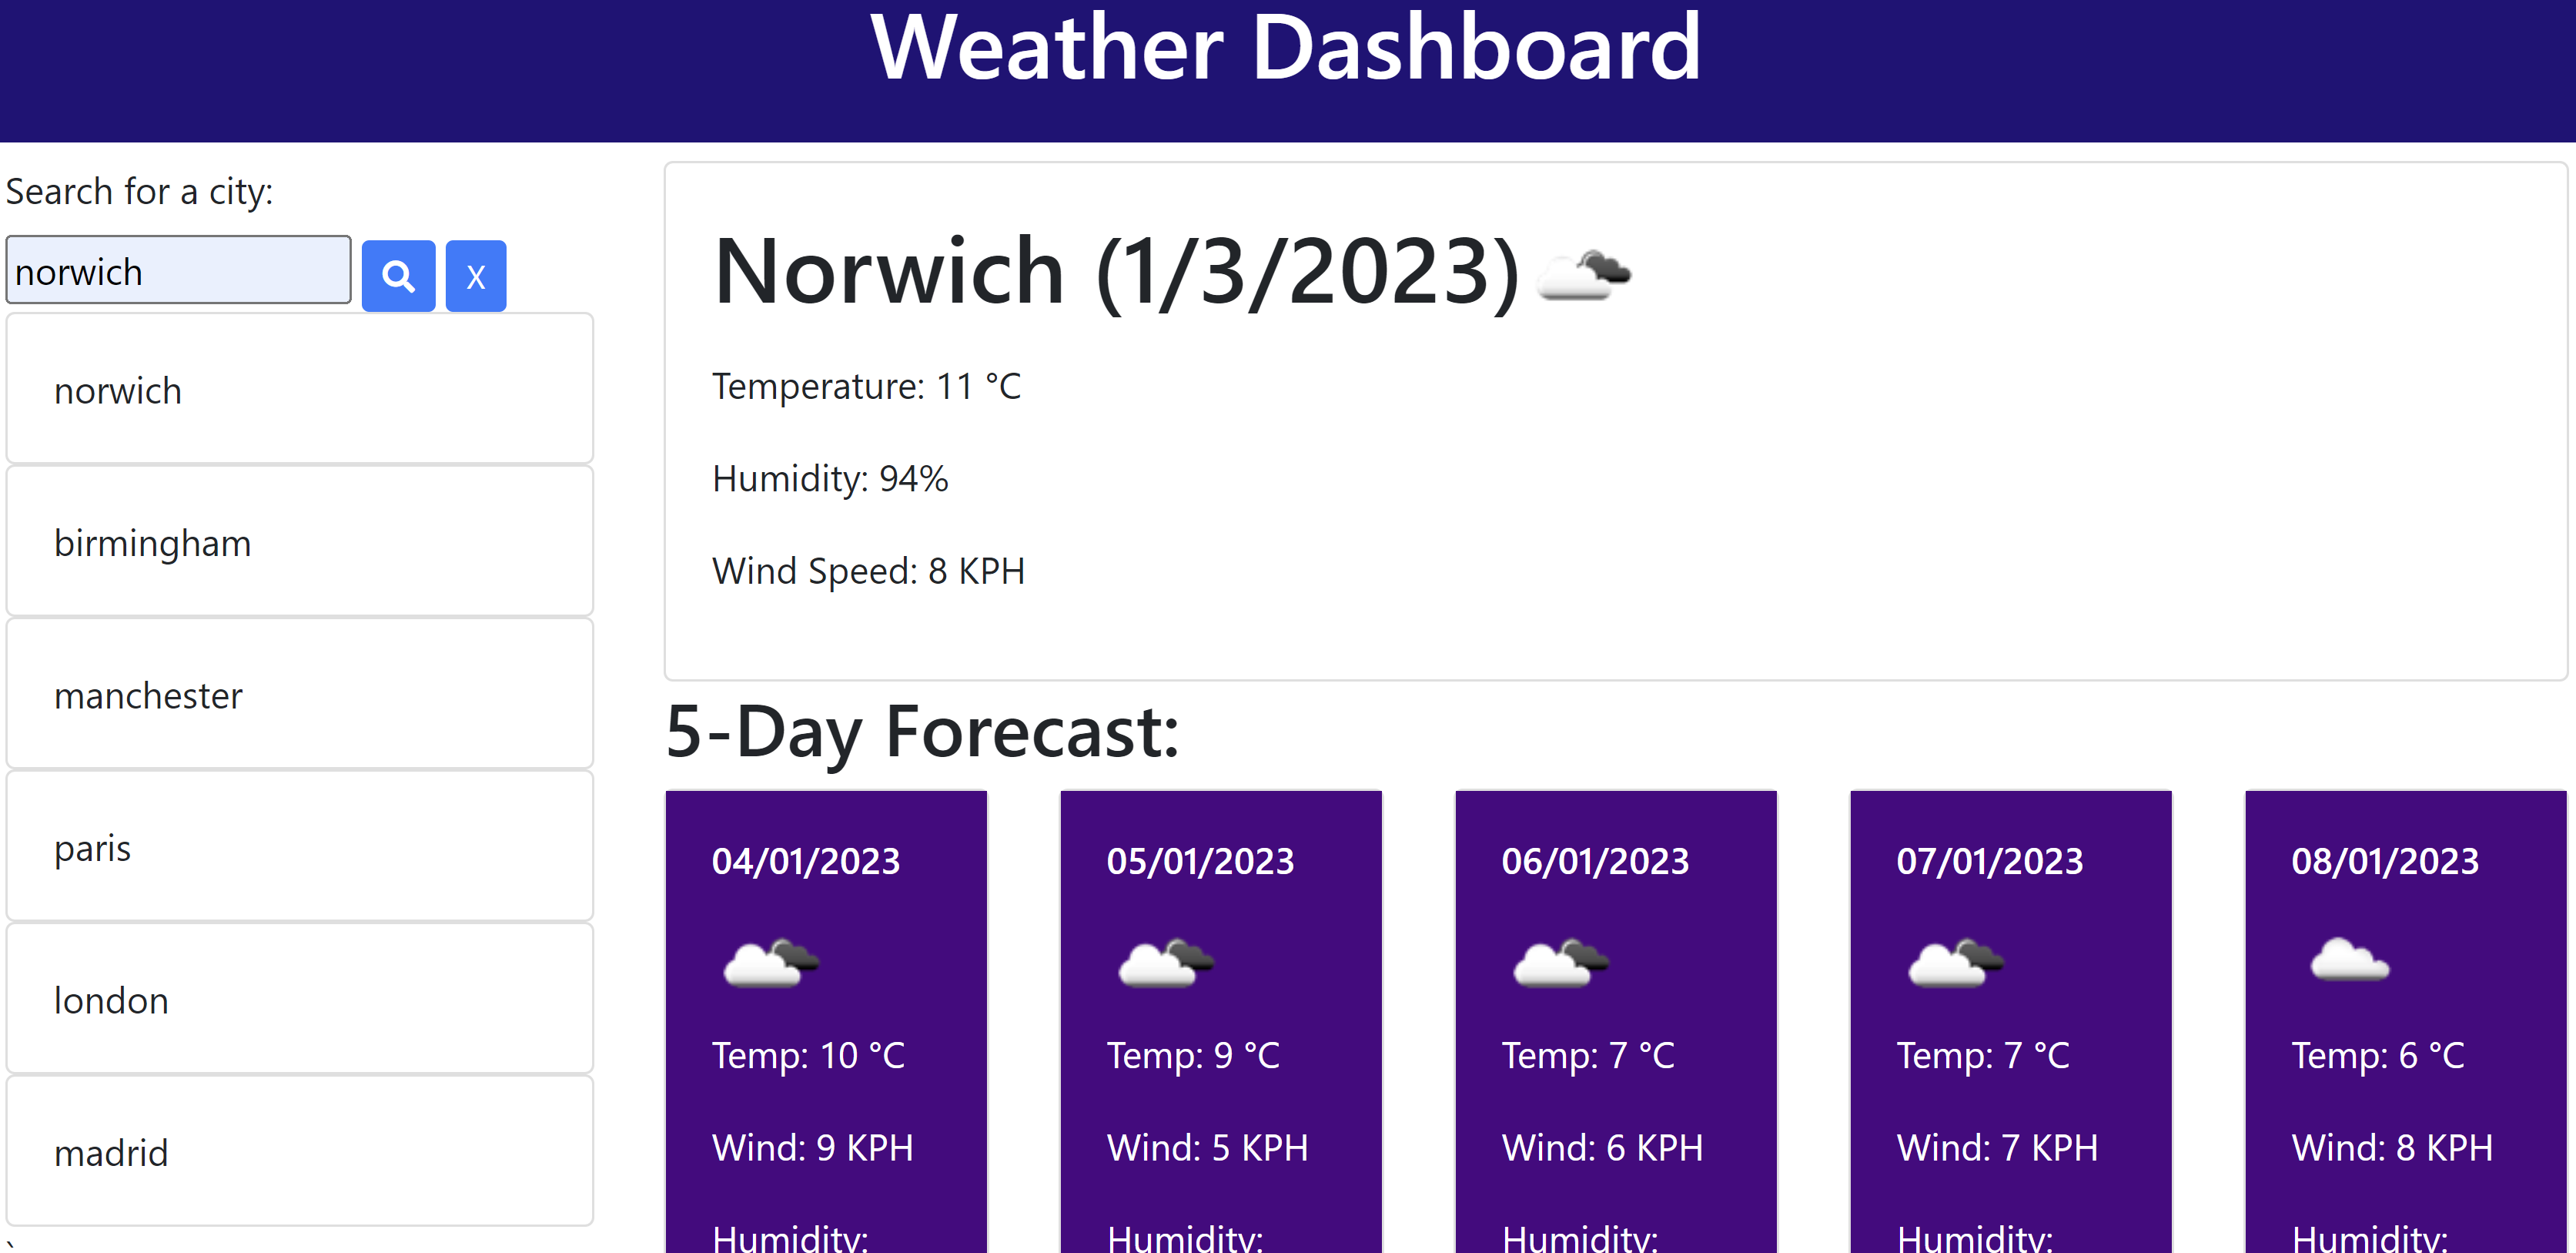 Weather Dashboard
Search for a city:
norwich
X
norwich
birmingham
manchester
paris
london
madrid
`
Norwich (1/3/2023)
Temperature: 11 °C
Humidity: 94%
Wind Speed: 8 KPH
5-Day Forecast:
04/01/2023
Temp: 10 °C
Wind: 9 KPH
Humidity:
05/01/2023
Temp: 9 °C
Wind: 5 KPH
Humidity:
06/01/2023
Temp: 7 °C
Wind: 6 KPH
Humidity:
07/01/2023
Temp: 7 °C
Wind: 7 KPH
Humidity:
08/01/2023
Temp: 6 °C
Wind: 8 KPH
Humidity: